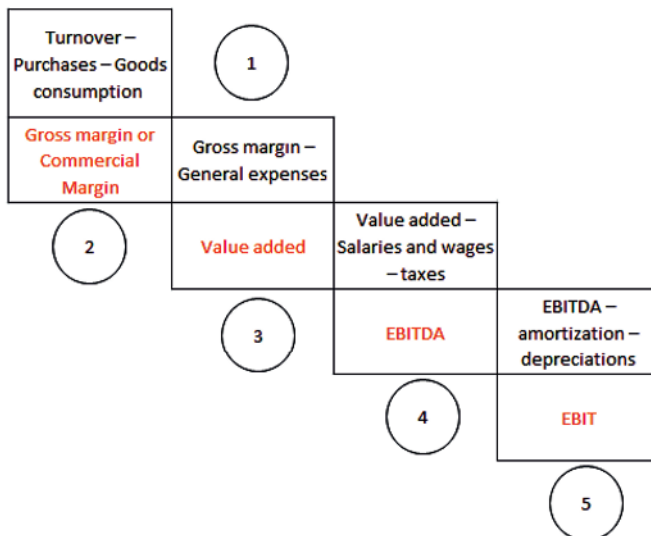 Turnover –
Purchases – Goods
consumption
1
Gross margin or
Commercial
Margin
Gross margin –
General expenses
2
Value added
Value added –
Salaries and wages
– taxes
3
EBITDA
EBITDA –
amortization –
depreciations
4
EBIT
5